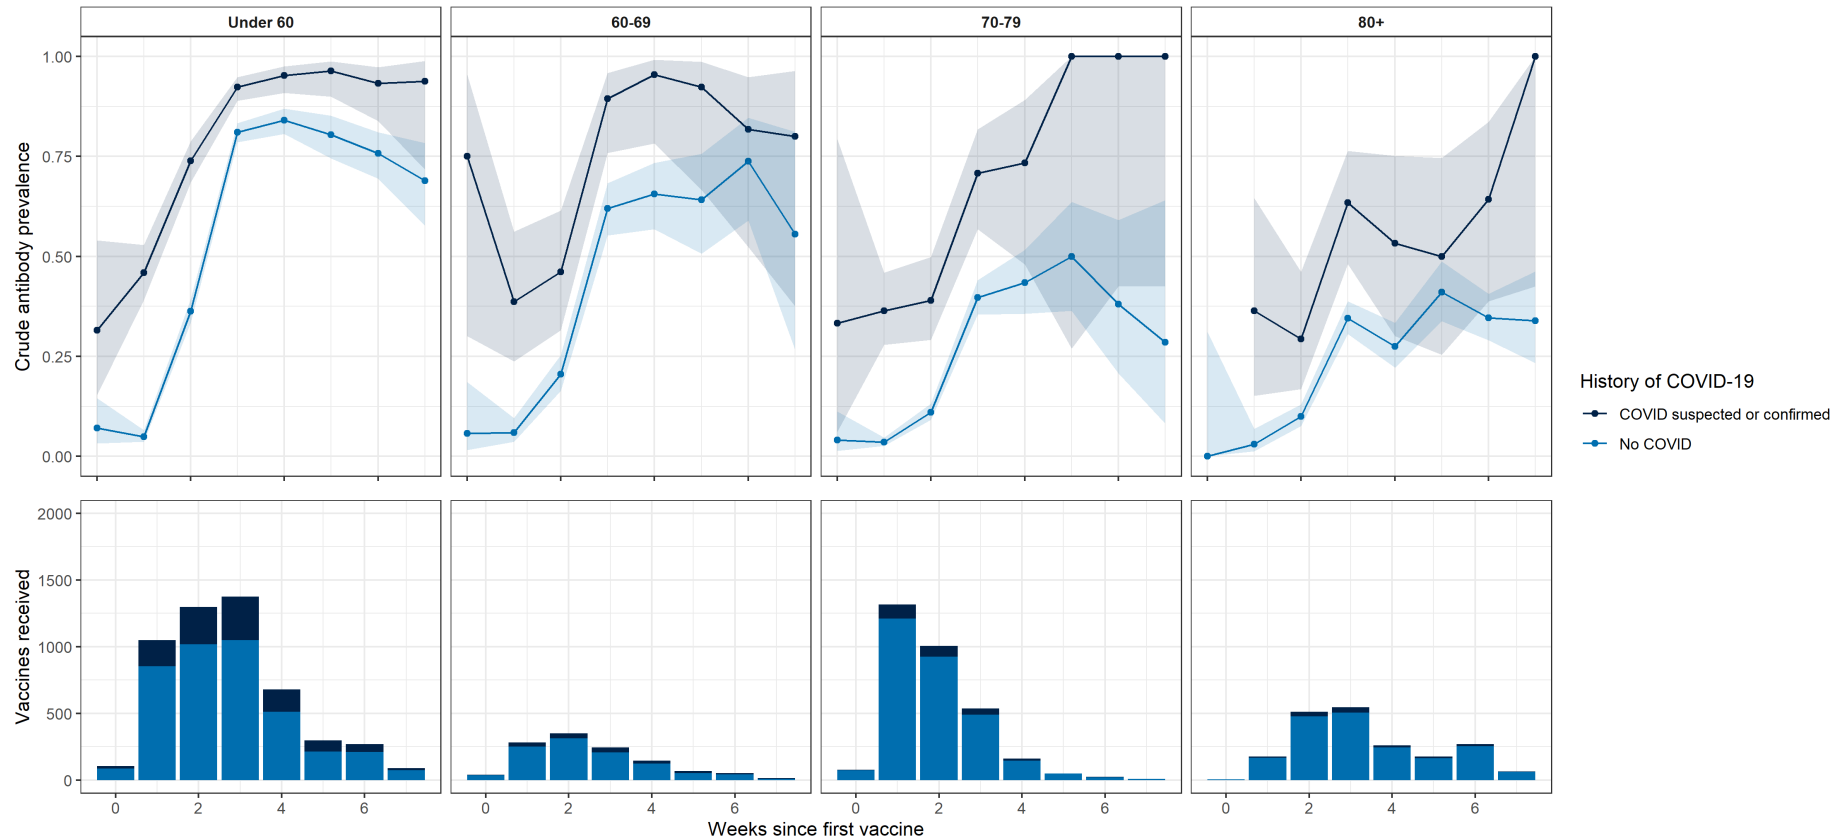 Under 60
60-69
70-79
80+
Crude antibody prevalence
1.00
0.75
0.50
0.25
0.00
History of COVID-19
COVID suspected or confirmed
No COVID
Vaccines received
2000
1500
1000
500
0
0 2 4 6
0 2 4 6
0 2 4 6
0 2 4 6
Weeks since first vaccine